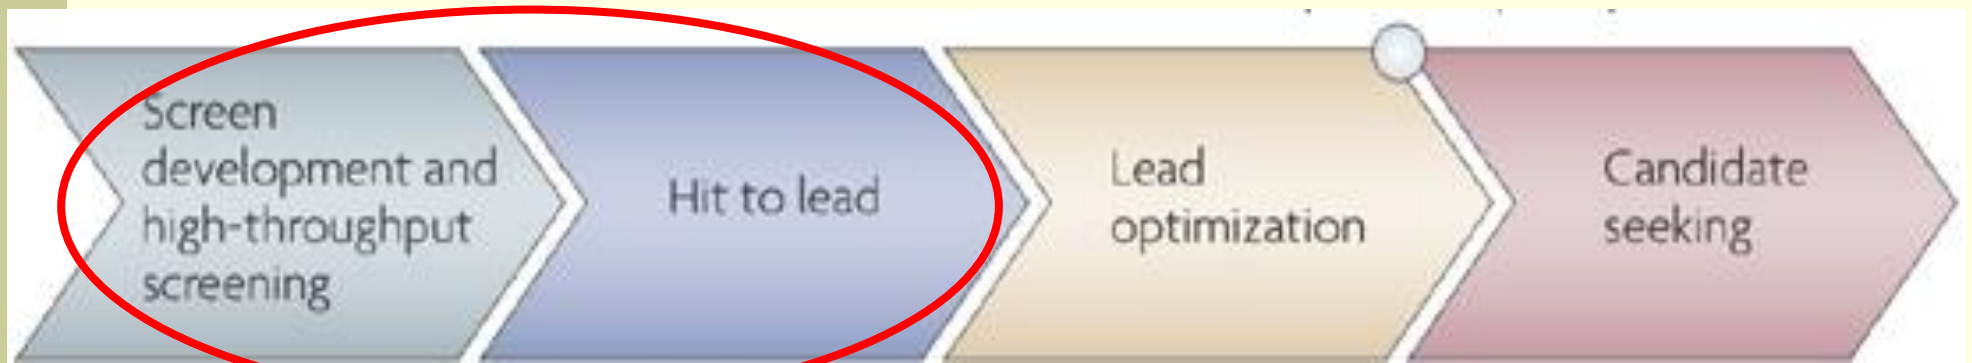 Screen
development and
high-throughput
screening
Hit to lead
Lead
optimization
Candidate
seeking